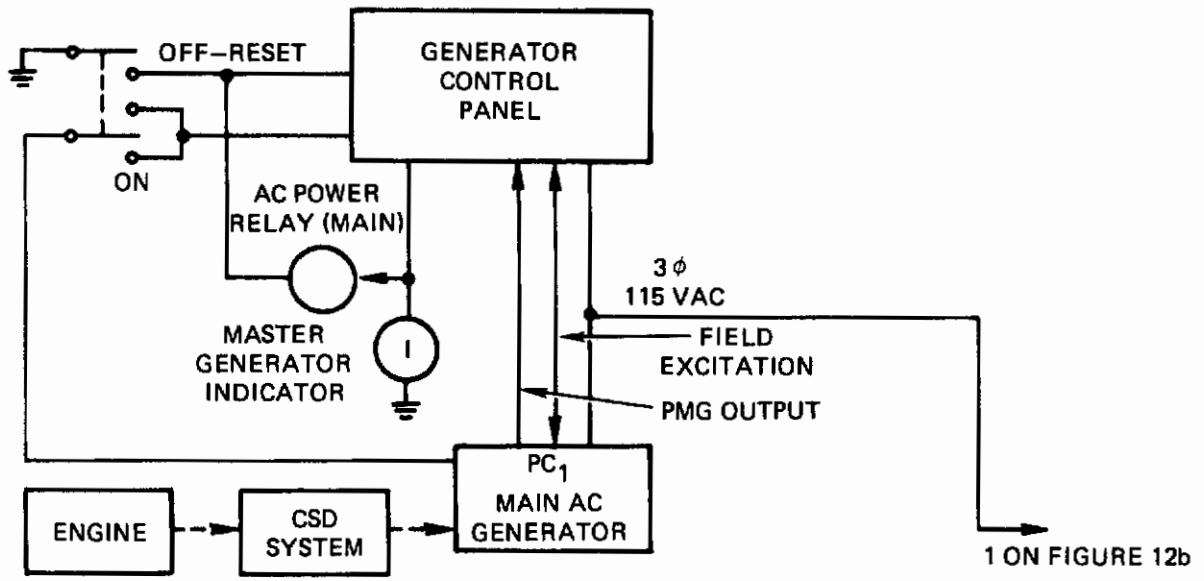 OFF–RESET
GENERATOR
CONTROL
PANEL
ON
AC POWER
RELAY (MAIN)
3 ϕ
115 VAC
MASTER
GENERATOR
INDICATOR
I
FIELD
EXCITATION
PMG OUTPUT
PC1
MAIN AC
GENERATOR
ENGINE
CSD
SYSTEM
1 ON FIGURE 12b